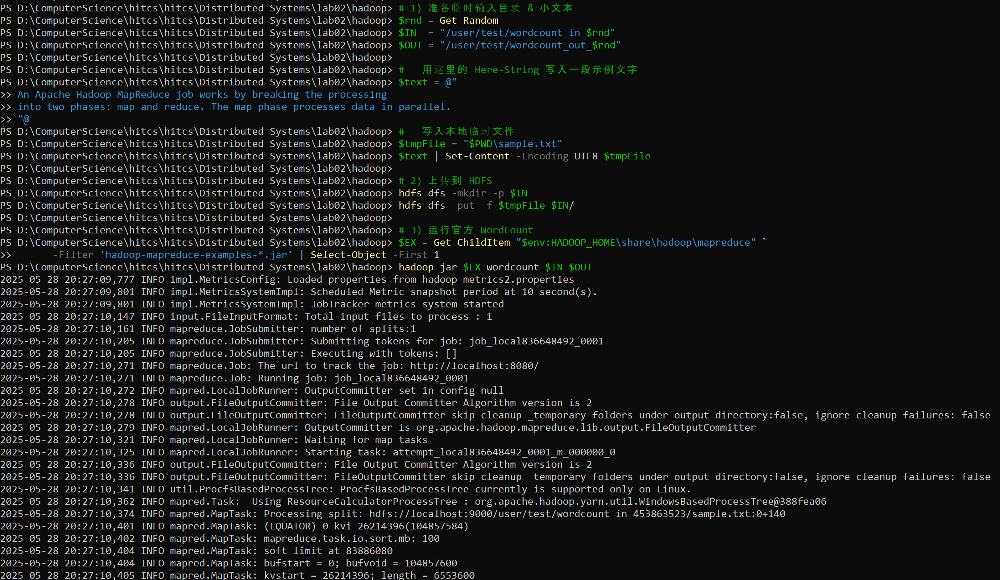 PS D:\ComputerScience\hitcs\hitcs\Distributed Systems\lab02\hadoop> # 1) 准备临时输入目录 & 小文本
PS D:\ComputerScience\hitcs\hitcs\Distributed Systems\lab02\hadoop> $rnd = Get-Random
PS D:\ComputerScience\hitcs\hitcs\Distributed Systems\lab02\hadoop> $IN  = "/user/test/wordcount_in_$rnd"
PS D:\ComputerScience\hitcs\hitcs\Distributed Systems\lab02\hadoop> $OUT = "/user/test/wordcount_out_$rnd"
PS D:\ComputerScience\hitcs\hitcs\Distributed Systems\lab02\hadoop>
PS D:\ComputerScience\hitcs\hitcs\Distributed Systems\lab02\hadoop> #   用这里的 Here-String 写入一段示例文字
PS D:\ComputerScience\hitcs\hitcs\Distributed Systems\lab02\hadoop> $text = @"
>> An Apache Hadoop MapReduce job works by breaking the processing
>> into two phases: map and reduce. The map phase processes data in parallel.
>> "@
PS D:\ComputerScience\hitcs\hitcs\Distributed Systems\lab02\hadoop> #   写入本地临时文件
PS D:\ComputerScience\hitcs\hitcs\Distributed Systems\lab02\hadoop> $tmpFile = "$PWD\sample.txt"
PS D:\ComputerScience\hitcs\hitcs\Distributed Systems\lab02\hadoop> $text | Set-Content -Encoding UTF8 $tmpFile
PS D:\ComputerScience\hitcs\hitcs\Distributed Systems\lab02\hadoop>
PS D:\ComputerScience\hitcs\hitcs\Distributed Systems\lab02\hadoop> # 2) 上传到 HDFS
PS D:\ComputerScience\hitcs\hitcs\Distributed Systems\lab02\hadoop> hdfs dfs -mkdir -p $IN
PS D:\ComputerScience\hitcs\hitcs\Distributed Systems\lab02\hadoop> hdfs dfs -put -f $tmpFile $IN/
PS D:\ComputerScience\hitcs\hitcs\Distributed Systems\lab02\hadoop>
PS D:\ComputerScience\hitcs\hitcs\Distributed Systems\lab02\hadoop> # 3) 运行官方 WordCount
PS D:\ComputerScience\hitcs\hitcs\Distributed Systems\lab02\hadoop> $EX = Get-ChildItem "$env:HADOOP_HOME\share\hadoop\mapreduce" `
>>       -Filter 'hadoop-mapreduce-examples-*.jar' | Select-Object -First 1
PS D:\ComputerScience\hitcs\hitcs\Distributed Systems\lab02\hadoop> hadoop jar $EX wordcount $IN $OUT
2025-05-28 20:27:09,777 INFO impl.MetricsConfig: Loaded properties from hadoop-metrics2.properties
2025-05-28 20:27:09,801 INFO impl.MetricsSystemImpl: Scheduled Metric snapshot period at 10 second(s).
2025-05-28 20:27:09,801 INFO impl.MetricsSystemImpl: JobTracker metrics system started
2025-05-28 20:27:10,147 INFO input.FileInputFormat: Total input files to process : 1
2025-05-28 20:27:10,161 INFO mapreduce.JobSubmitter: number of splits:1
2025-05-28 20:27:10,205 INFO mapreduce.JobSubmitter: Submitting tokens for job: job_local836648492_0001
2025-05-28 20:27:10,205 INFO mapreduce.JobSubmitter: Executing with tokens: []
2025-05-28 20:27:10,271 INFO mapreduce.Job: The url to track the job: http://localhost:8080/
2025-05-28 20:27:10,271 INFO mapreduce.Job: Running job: job_local836648492_0001
2025-05-28 20:27:10,272 INFO mapred.LocalJobRunner: OutputCommitter set in config null
2025-05-28 20:27:10,278 INFO output.FileOutputCommitter: File Output Committer Algorithm version is 2
2025-05-28 20:27:10,278 INFO output.FileOutputCommitter: FileOutputCommitter skip cleanup _temporary folders under output directory:false, ignore cleanup failures: false
2025-05-28 20:27:10,279 INFO mapred.LocalJobRunner: OutputCommitter is org.apache.hadoop.mapreduce.lib.output.FileOutputCommitter
2025-05-28 20:27:10,321 INFO mapred.LocalJobRunner: Waiting for map tasks
2025-05-28 20:27:10,325 INFO mapred.LocalJobRunner: Starting task: attempt_local836648492_0001_m_000000_0
2025-05-28 20:27:10,336 INFO output.FileOutputCommitter: File Output Committer Algorithm version is 2
2025-05-28 20:27:10,336 INFO output.FileOutputCommitter: FileOutputCommitter skip cleanup _temporary folders under output directory:false, ignore cleanup failures: false
2025-05-28 20:27:10,341 INFO util.ProcfsBasedProcessTree: ProcfsBasedProcessTree currently is supported only on Linux.
2025-05-28 20:27:10,362 INFO mapred.Task:  Using ResourceCalculatorProcessTree : org.apache.hadoop.yarn.util.WindowsBasedProcessTree@388fea06
2025-05-28 20:27:10,374 INFO mapred.MapTask: Processing split: hdfs://localhost:9000/user/test/wordcount_in_453863523/sample.txt:0+140
2025-05-28 20:27:10,401 INFO mapred.MapTask: (EQUATOR) 0 kvi 26214396(104857584)
2025-05-28 20:27:10,402 INFO mapred.MapTask: mapreduce.task.io.sort.mb: 100
2025-05-28 20:27:10,404 INFO mapred.MapTask: soft limit at 83886080
2025-05-28 20:27:10,404 INFO mapred.MapTask: bufstart = 0; bufvoid = 104857600
2025-05-28 20:27:10,405 INFO mapred.MapTask: kvstart = 26214396; length = 6553600